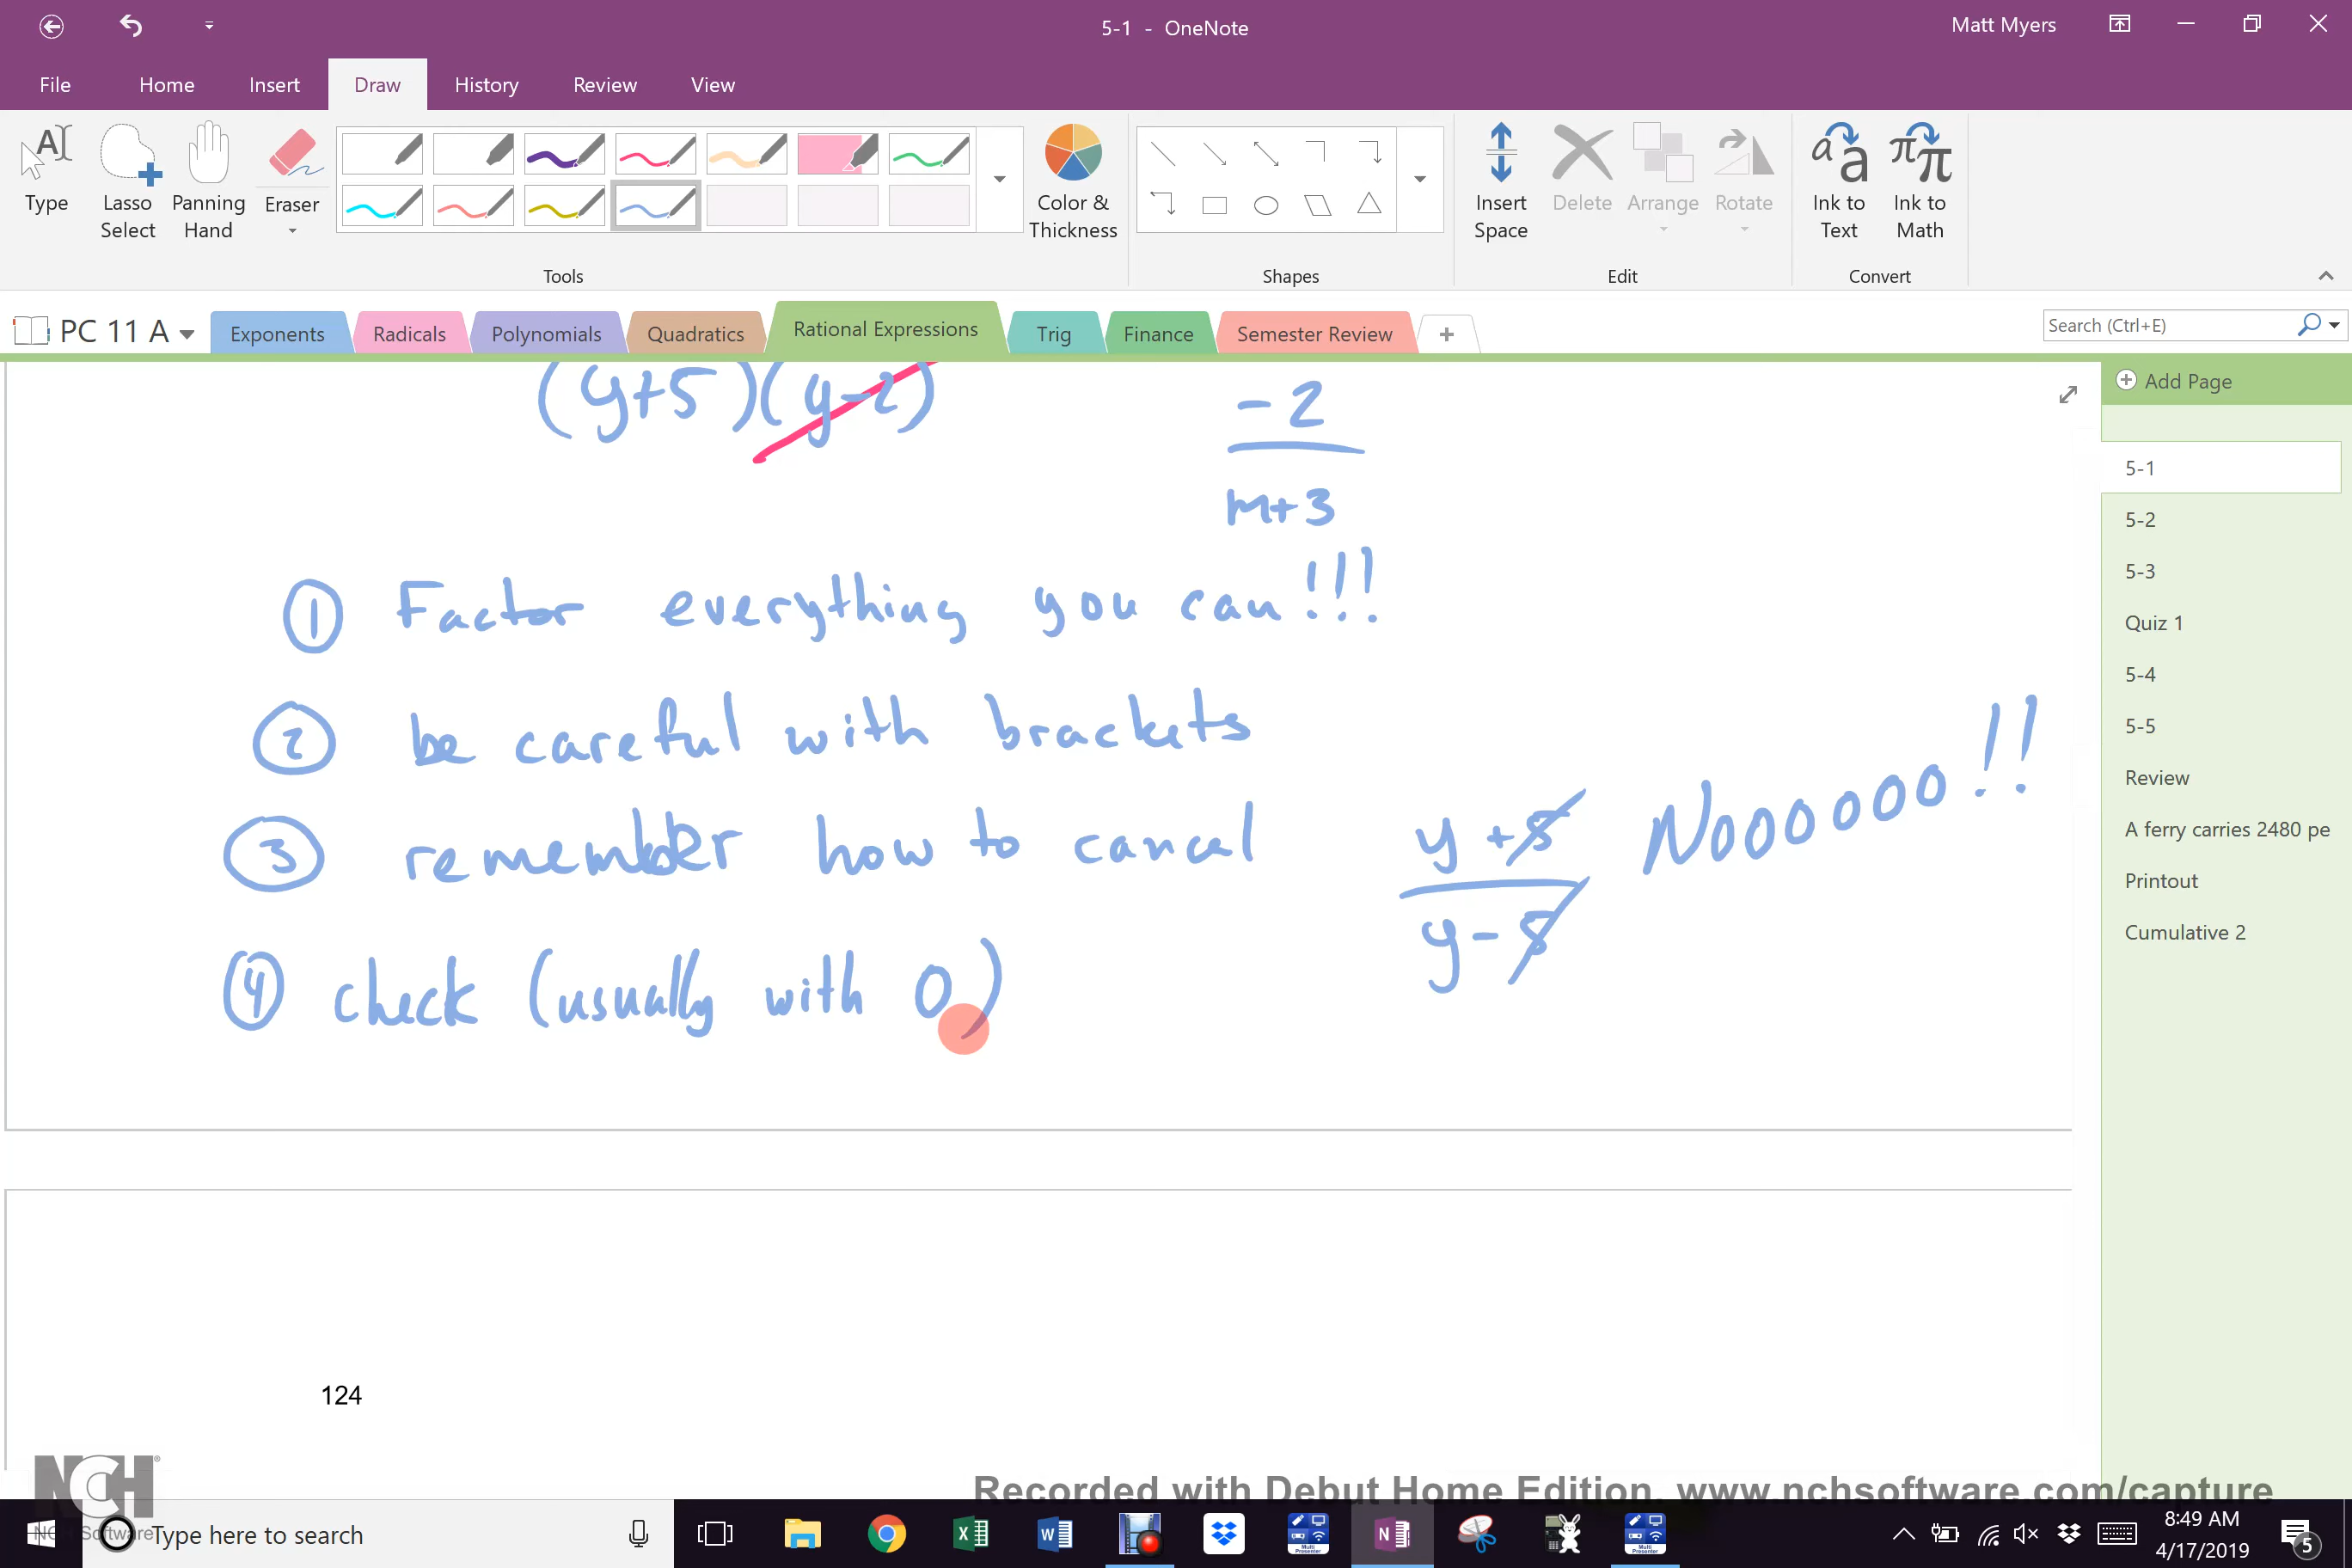 5-1 - OneNote
Matt Myers
File Home Insert Draw History Review View
Type
Lasso Select
Panning Hand
Eraser
Color & Thickness
Insert Space
Delete
Arrange
Rotate
Ink to Text
Ink to Math
Tools
Shapes
Edit
Convert
PC 11 A
Exponents Radicals Polynomials Quadratics Rational Expressions Trig Finance Semester Review +
Search (Ctrl+E)
Add Page
5-1
5-2
5-3
Quiz 1
5-4
5-5
Review
A ferry carries 2480 pe
Printout
Cumulative 2
(y+5)(y-2)
-2
m+3
① Factor everything you can!!!
② be careful with brackets
③ remember how to cancel
y+5
y-5
Nooooooo!!
④ check (usually with 0)
124
NCH
NCH Software
Recorded with Debut Home Edition. www.nchsoftware.com/capture
Type here to search
8:49 AM
4/17/2019
5